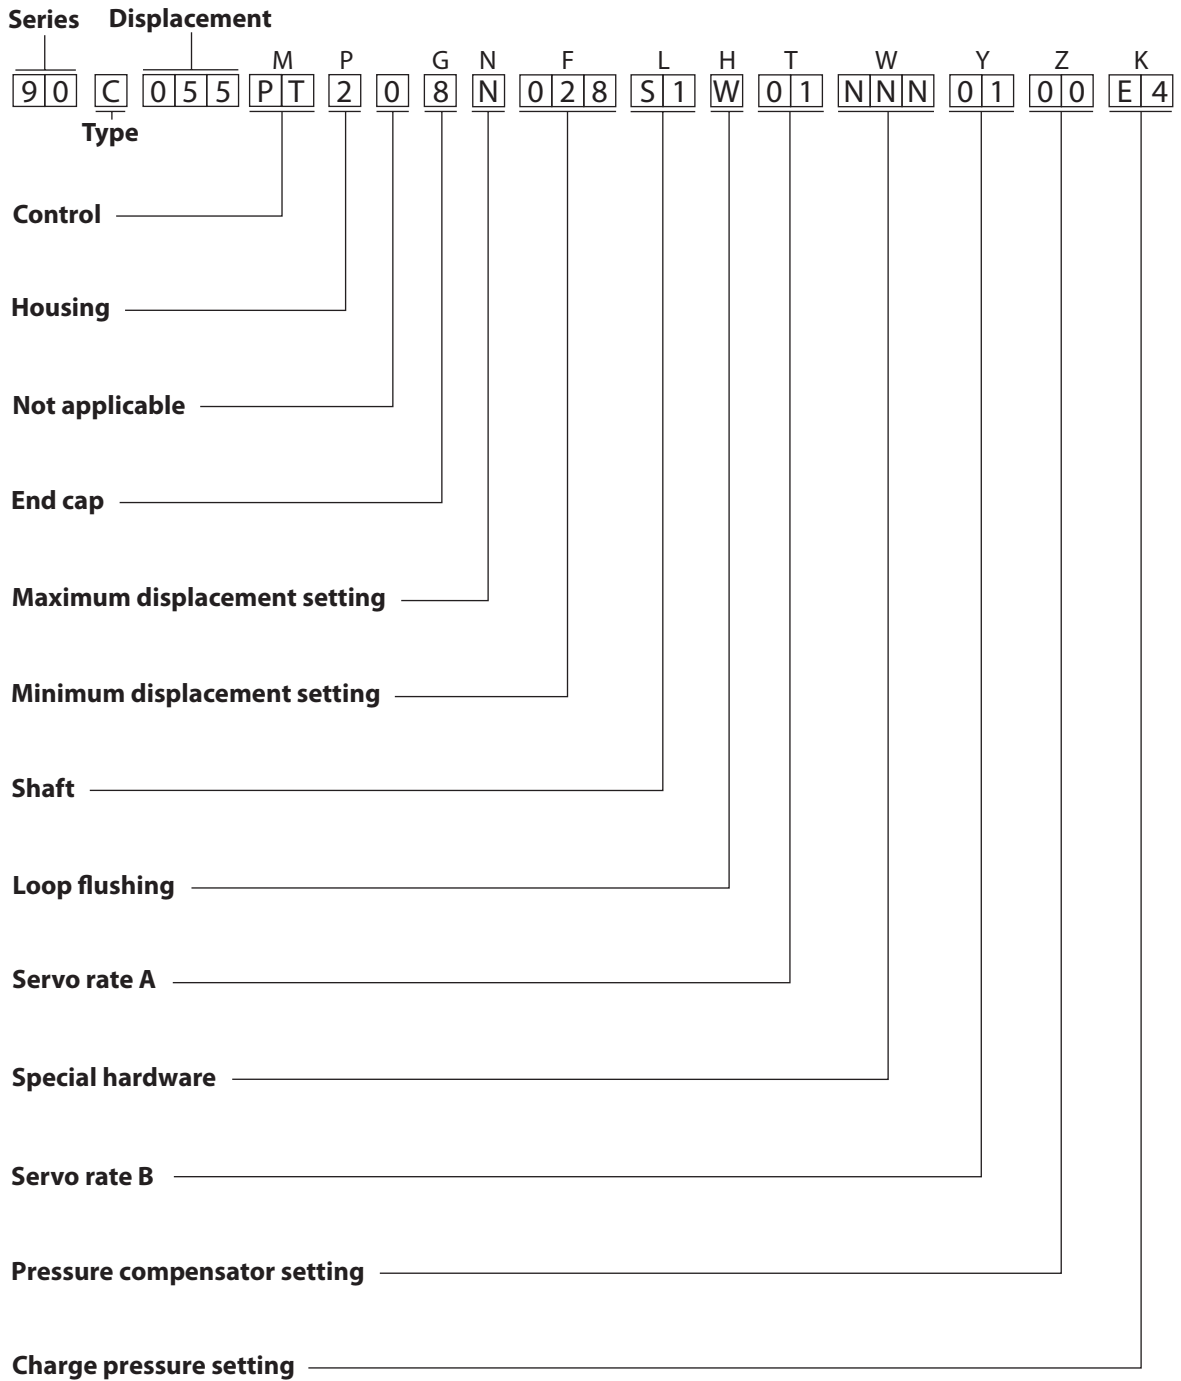 Series Displacement
M P G N F L H T W Y Z K
9 0 C 0 5 5 P T 2 0 8 N 0 2 8 S 1 W 0 1 N N N 0 1 0 0 E 4
Type
Control
Housing
Not applicable
End cap
Maximum displacement setting
Minimum displacement setting
Shaft
Loop flushing
Servo rate A
Special hardware
Servo rate B
Pressure compensator setting
Charge pressure setting